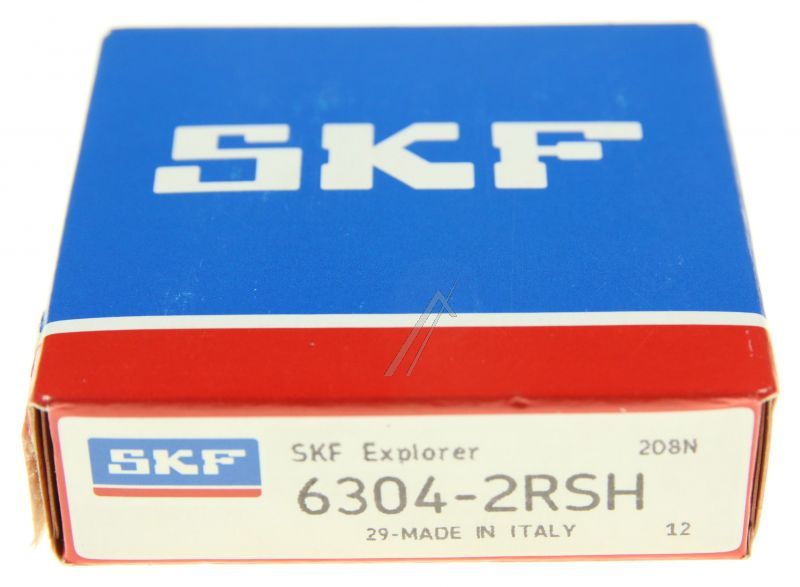 SKF
SKF
SKF Explorer 208N
6304-2RSH
29-MADE IN ITALY 12